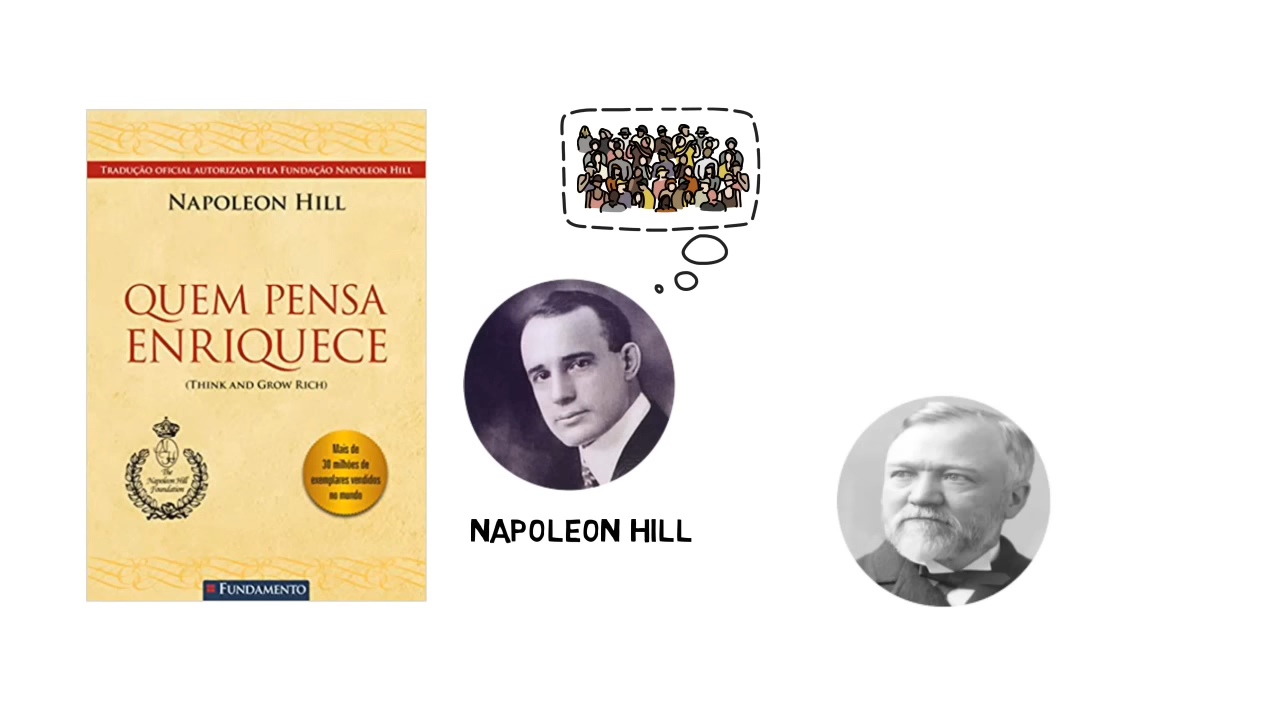 TRADUÇÃO OFICIAL AUTORIZADA PELA FUNDAÇÃO NAPOLEON HILL
NAPOLEON HILL
QUEM PENSA
ENRIQUECE
(THINK AND GROW RICH)
The
Napoleon Hill
Foundation
Mais de
30 milhões de
exemplares vendidos
no mundo
FUNDAMENTO
NAPOLEON HILL